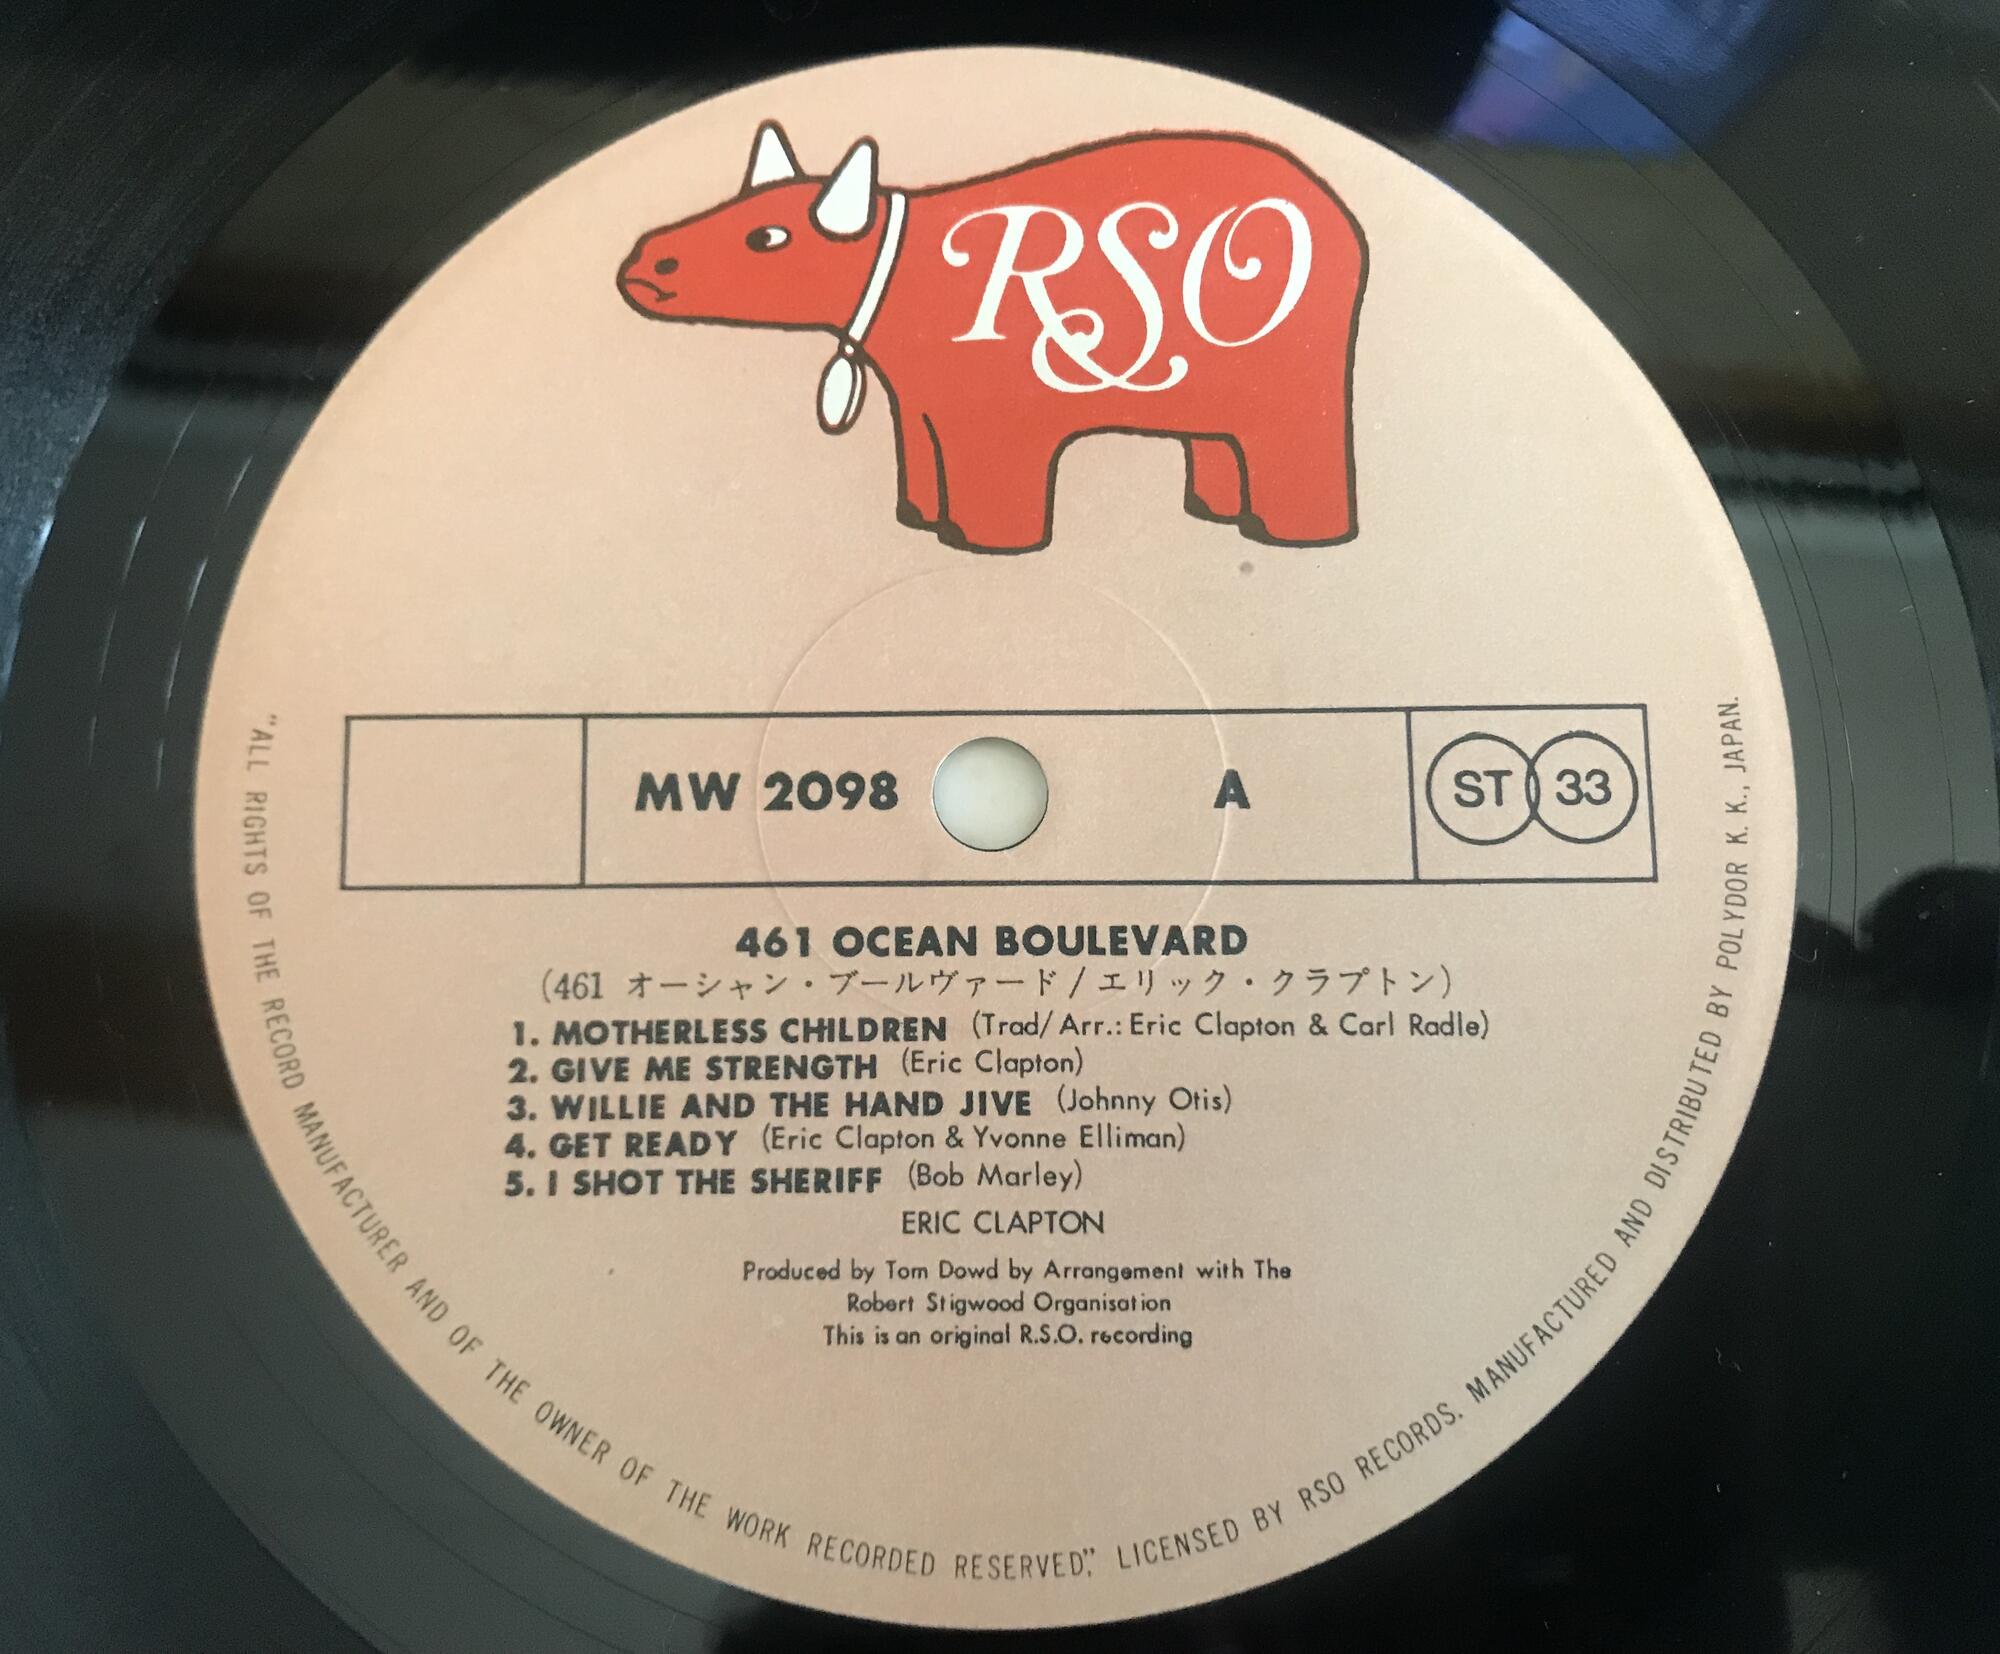 RSO
MW 2098
A
ST 33
461 OCEAN BOULEVARD
(461 オーシャン・ブールヴァード/エリック・クラプトン)
1. MOTHERLESS CHILDREN (Trad/Arr.: Eric Clapton & Carl Radle)
2. GIVE ME STRENGTH (Eric Clapton)
3. WILLIE AND THE HAND JIVE (Johnny Otis)
4. GET READY (Eric Clapton & Yvonne Elliman)
5. I SHOT THE SHERIFF (Bob Marley)
ERIC CLAPTON
Produced by Tom Dowd by Arrangement with The
Robert Stigwood Organisation
This is an original R.S.O. recording
"ALL RIGHTS OF THE RECORD MANUFACTURER AND OF THE OWNER OF THE WORK RECORDED RESERVED." LICENSED BY RSO RECORDS. MANUFACTURED AND DISTRIBUTED BY POLYDOR K. K., JAPAN.